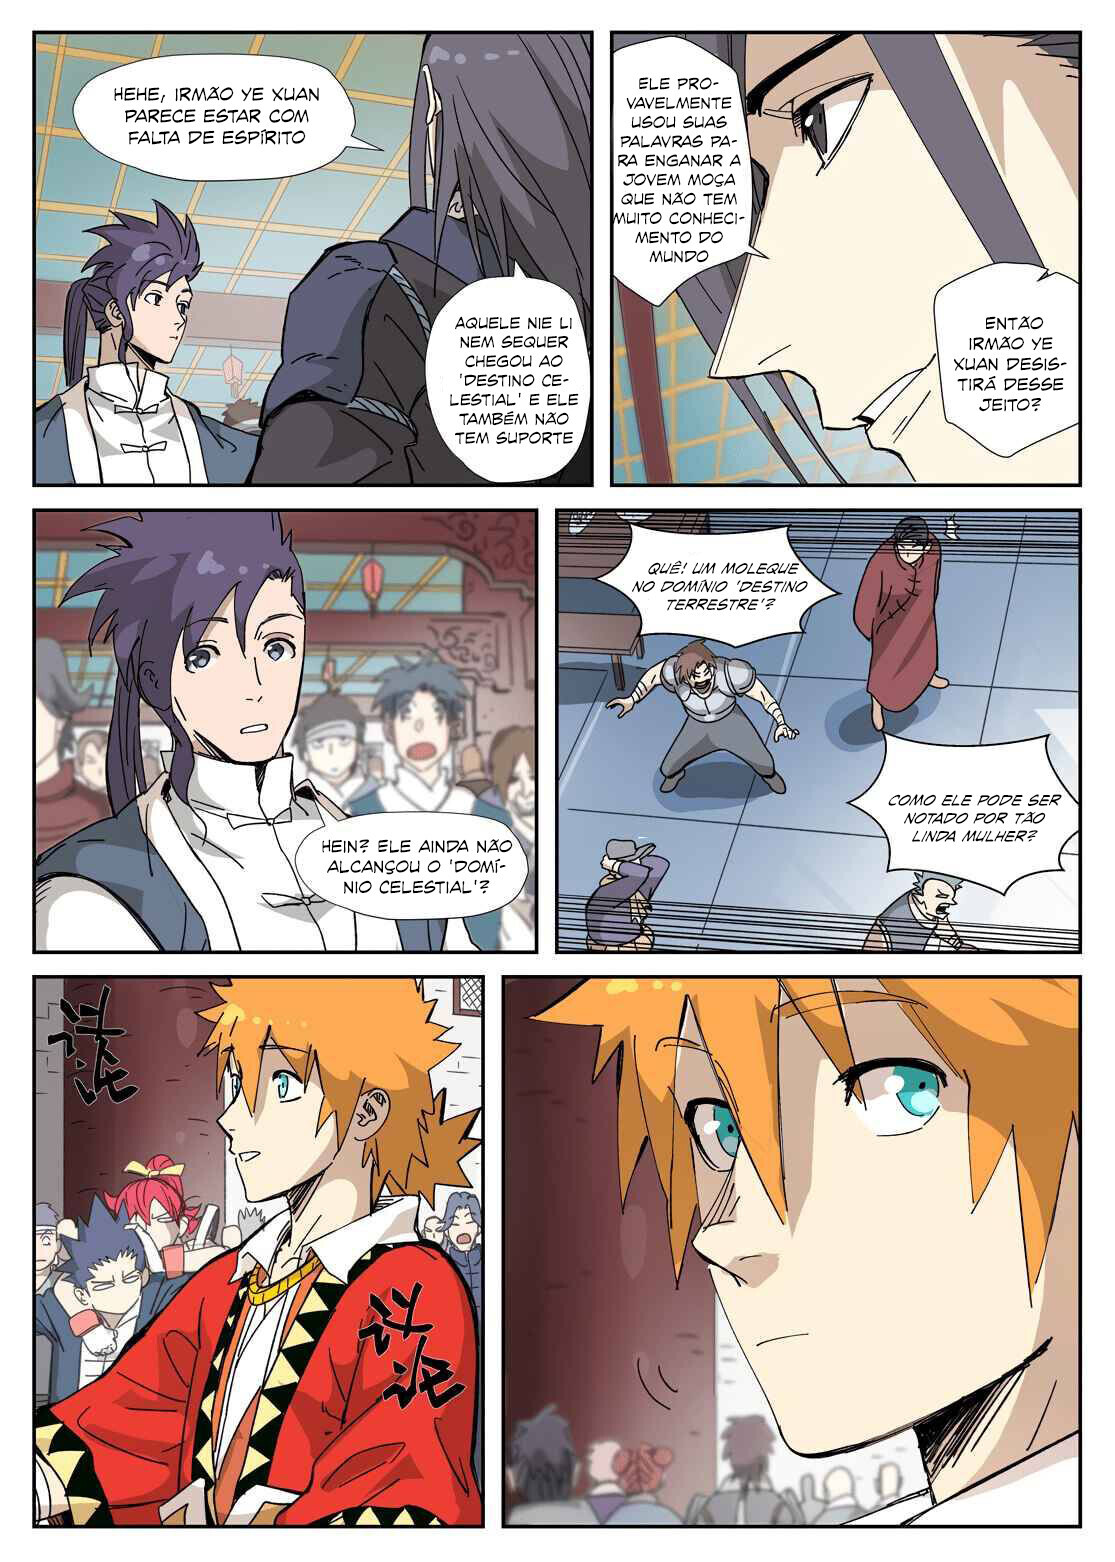 HEHE, IRMÃO YE XUAN
PARECE ESTAR COM
FALTA DE ESPÍRITO
AQUELE NIE LI
NEM SEQUER
CHEGOU AO
'DESTINO CE-
LESTIAL' E ELE
TAMBÉM NÃO
TEM SUPORTE
ELE PRO-
VAVELMENTE
USOU SUAS
PALAVRAS PA-
RA ENGANAR A
JOVEM MOÇA
QUE NÃO TEM
MUITO CONHECI
MENTO DO
MUNDO
ENTÃO
IRMÃO YE
XUAN DESIS-
TIRÁ DESSE
JEITO?
HEIN? ELE AINDA NÃO
ALCANÇOU O 'DOMÍ-
NIO CELESTIAL'?
QUÊ! UM MOLEQUE
NO DOMÍNIO 'DESTINO
TERRESTRE'?
COMO ELE PODE SER
NOTADO POR TÃO
LINDA MULHER?